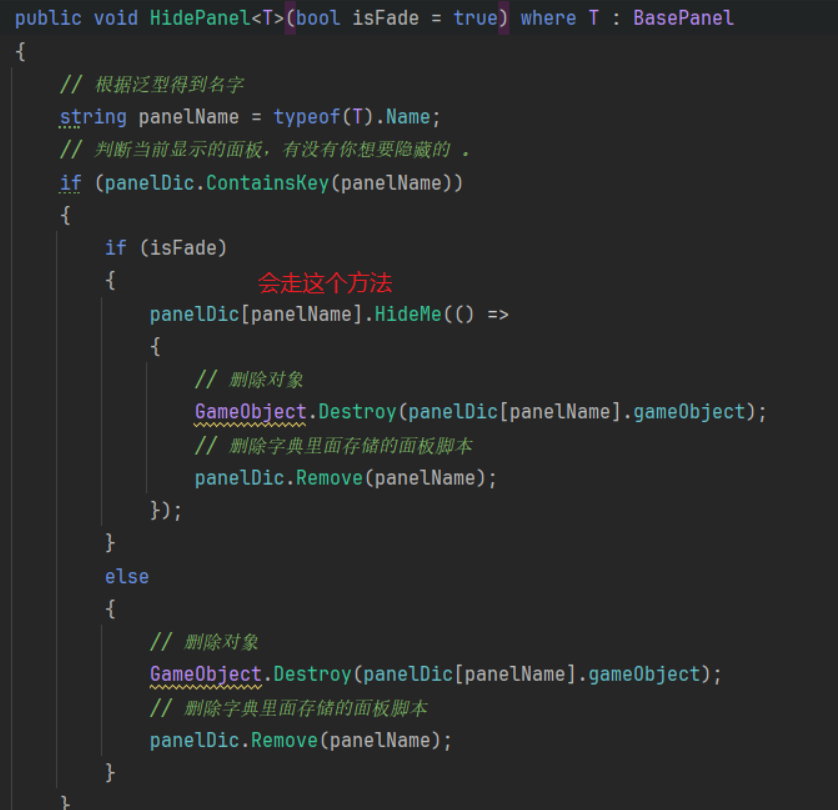 public void HidePanel<T>(bool isFade = true) where T : BasePanel
{
// 根据泛型得到名字
string panelName = typeof(T).Name;
// 判断当前显示的面板，有没有你想要隐藏的 .
if (panelDic.ContainsKey(panelName))
{
if (isFade)
{
会走这个方法
panelDic[panelName].HideMe(() =>
{
// 删除对象
GameObject.Destroy(panelDic[panelName].gameObject);
// 删除字典里面存储的面板脚本
panelDic.Remove(panelName);
});
}
else
{
// 删除对象
GameObject.Destroy(panelDic[panelName].gameObject);
// 删除字典里面存储的面板脚本
panelDic.Remove(panelName);
}
}